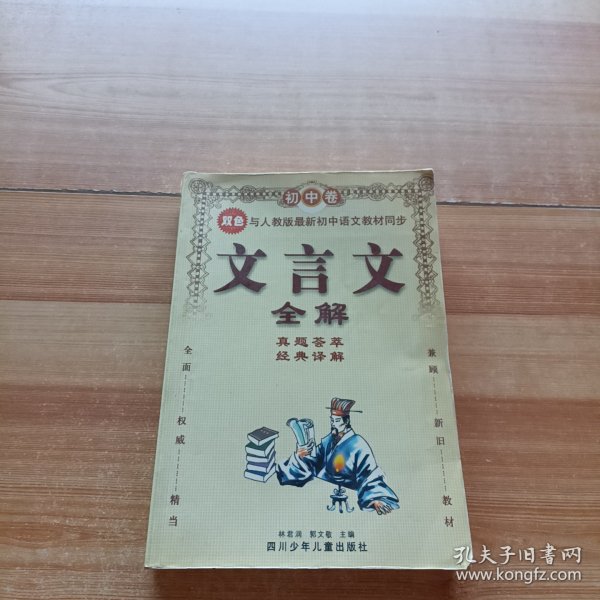 初中卷
双色 与人教版最新初中语文教材同步
文言文
全解
真题荟萃
经典译解
全面……权威……精当
兼顾……新旧……教材
林君润 郭文敬 主编
四川少年儿童出版社
孔夫子旧书网
www.kongfz.com